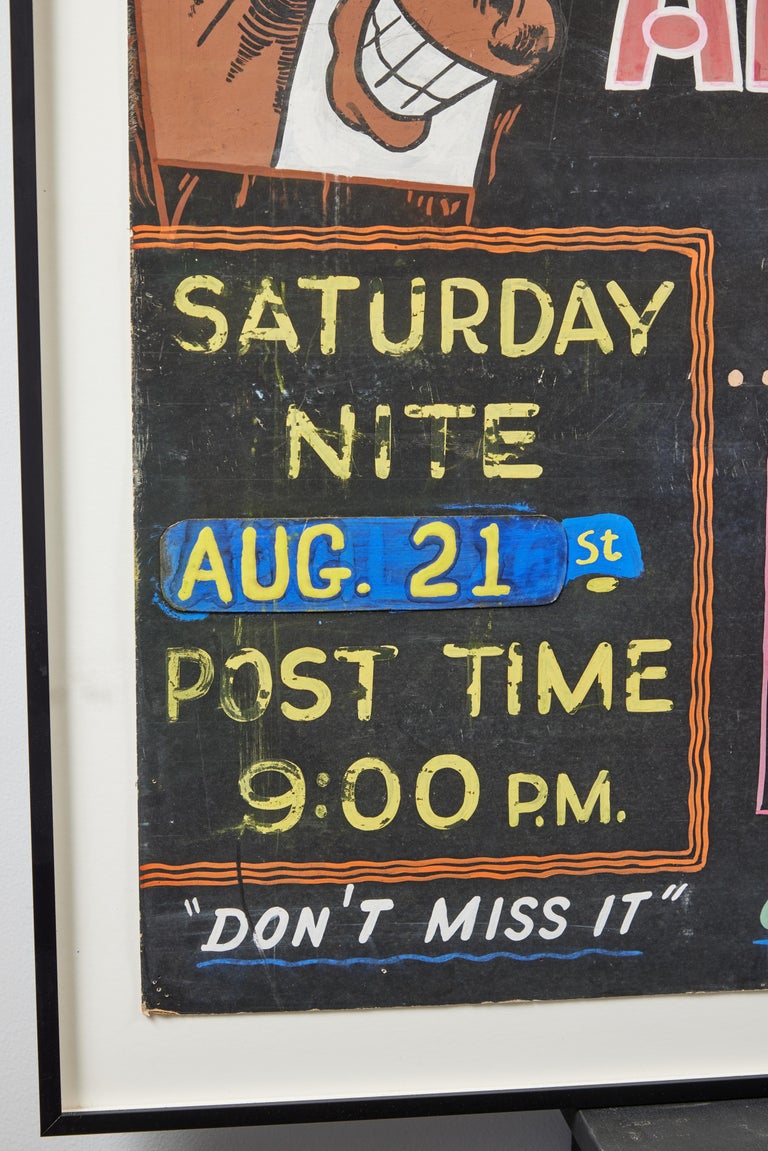 SATURDAY
NITE
AUG. 21 St
POST TIME
9:00 P.M.
"DON'T MISS IT"